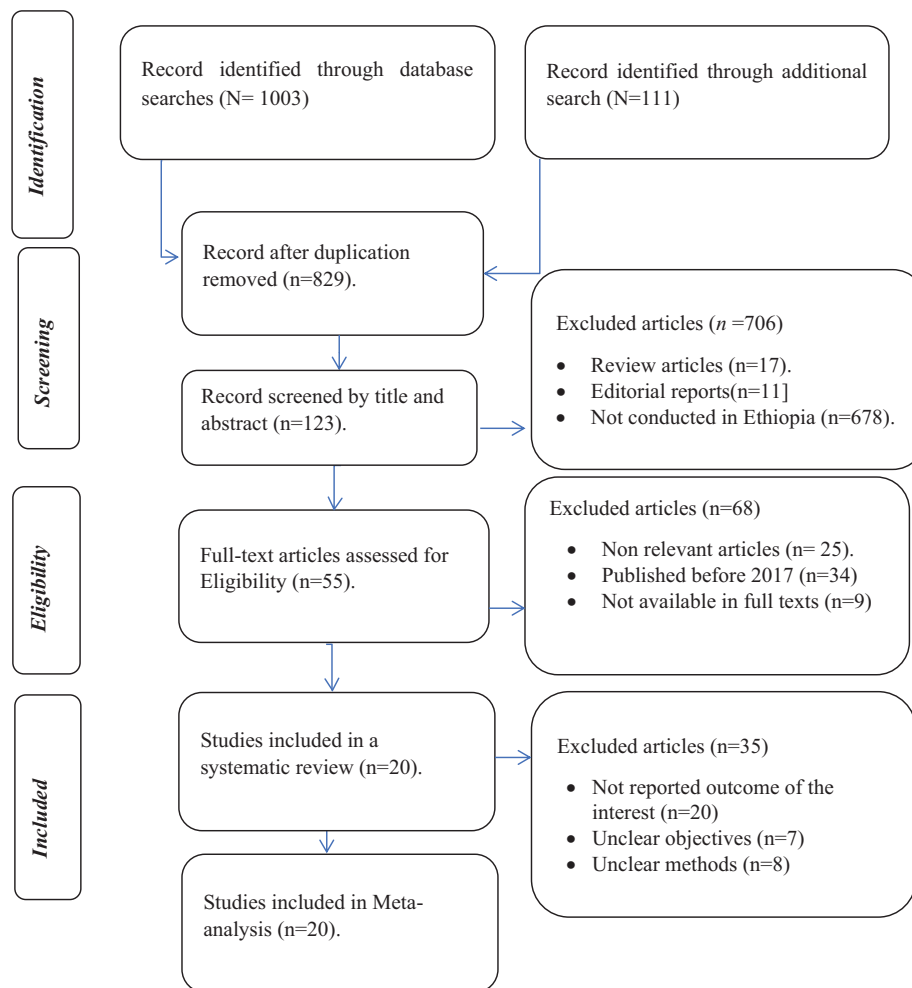 Identification
Record identified through database
searches (N= 1003)
Record identified through additional
search (N=111)
Record after duplication
removed (n=829).
Screening
Record screened by title and
abstract (n=123).
Excluded articles (n =706)
• Review articles (n=17).
• Editorial reports(n=11]
• Not conducted in Ethiopia (n=678).
Eligibility
Full-text articles assessed for
Eligibility (n=55).
Excluded articles (n=68)
• Non relevant articles (n= 25).
• Published before 2017 (n=34)
• Not available in full texts (n=9)
Included
Studies included in a
systematic review (n=20).
Excluded articles (n=35)
• Not reported outcome of the
interest (n=20)
• Unclear objectives (n=7)
• Unclear methods (n=8)
Studies included in Meta-
analysis (n=20).